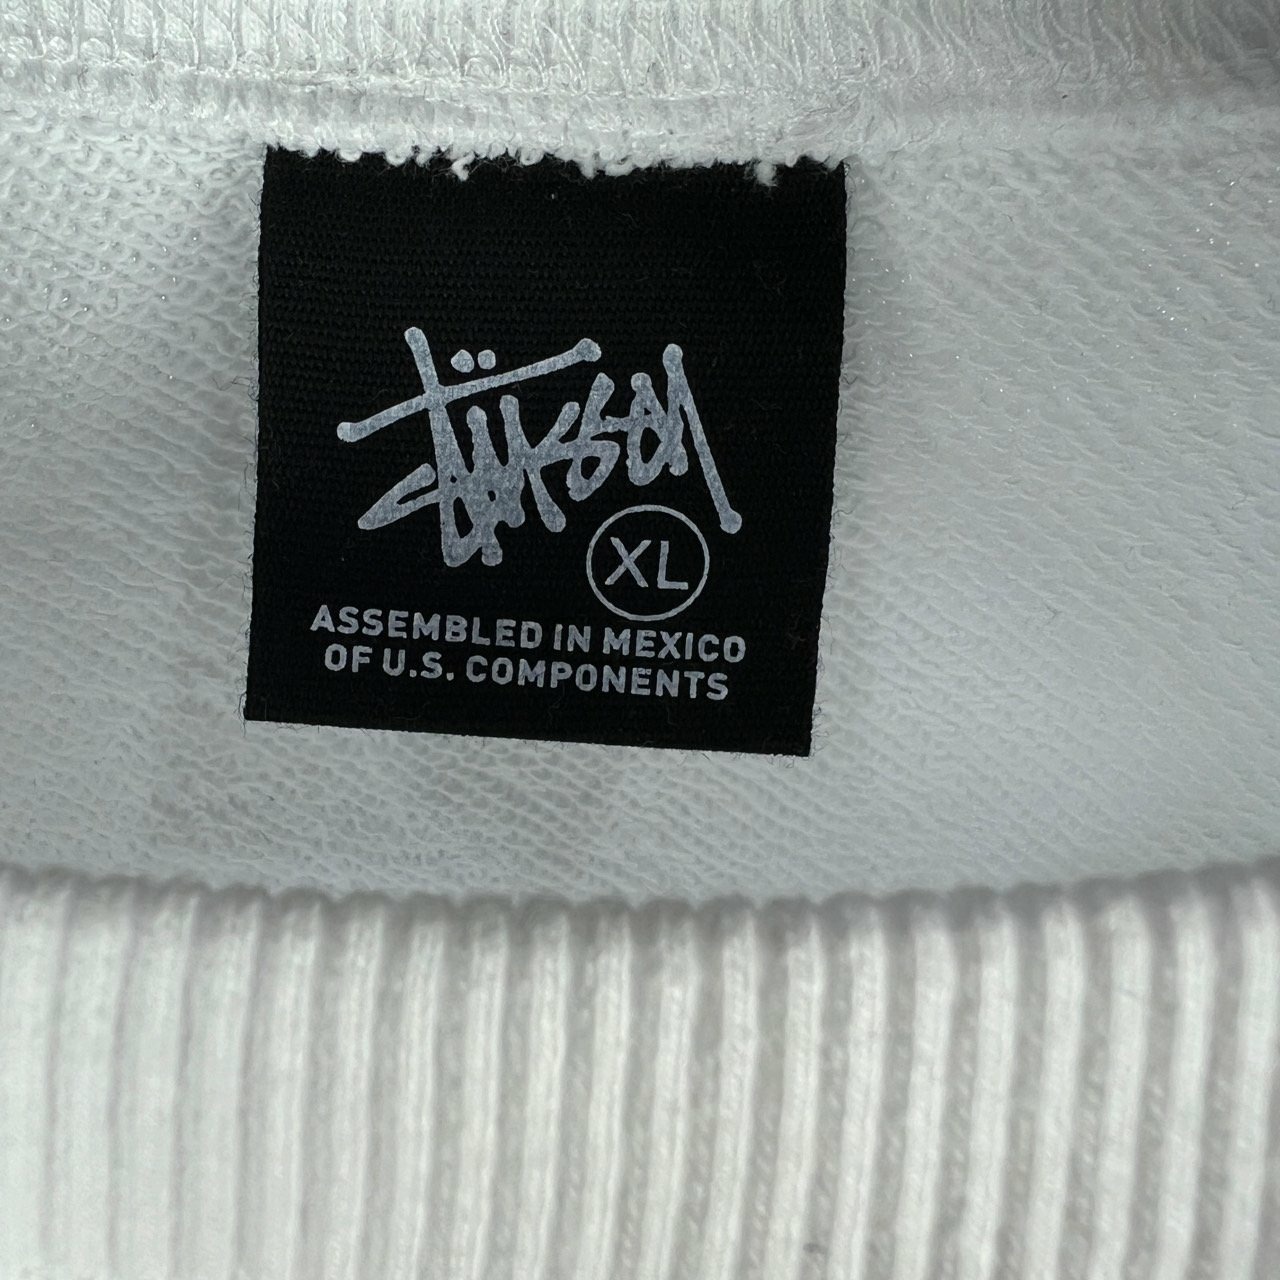 Stüssy
XL
ASSEMBLED IN MEXICO
OF U.S. COMPONENTS